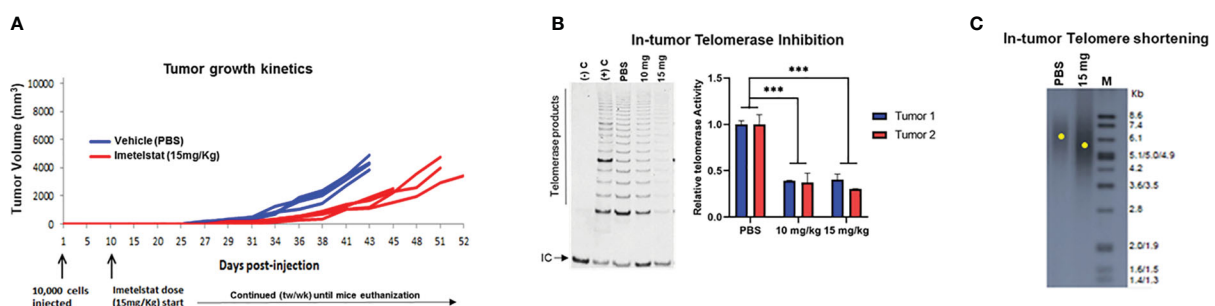 A
Tumor growth kinetics
Tumor Volume (mm³)
10000
8000
6000
4000
2000
0
Vehicle (PBS)
Imetelstat (15mg/Kg)
1 5 10 20 25 27 29 31 34 36 38 41 43 45 48 51 52
Days post-injection
10,000 cells
injected
Imetelstat dose
(15mg/Kg) start
Continued (tw/wk) until mice euthanization
B
In-tumor Telomerase Inhibition
(-) C
(+) C
PBS
10 mg
15 mg
Telomerase products
IC
Relative telomerase Activity
1.5
1.0
0.5
0.0
***
***
Tumor 1
Tumor 2
PBS 10 mg/kg 15 mg/kg
C
In-tumor Telomere shortening
PBS
15 mg
M
Kb
8.6
7.4
6.1
5.1/5.0/4.9
4.2
3.6/3.5
2.8
2.0/1.9
1.6/1.5
1.4/1.3